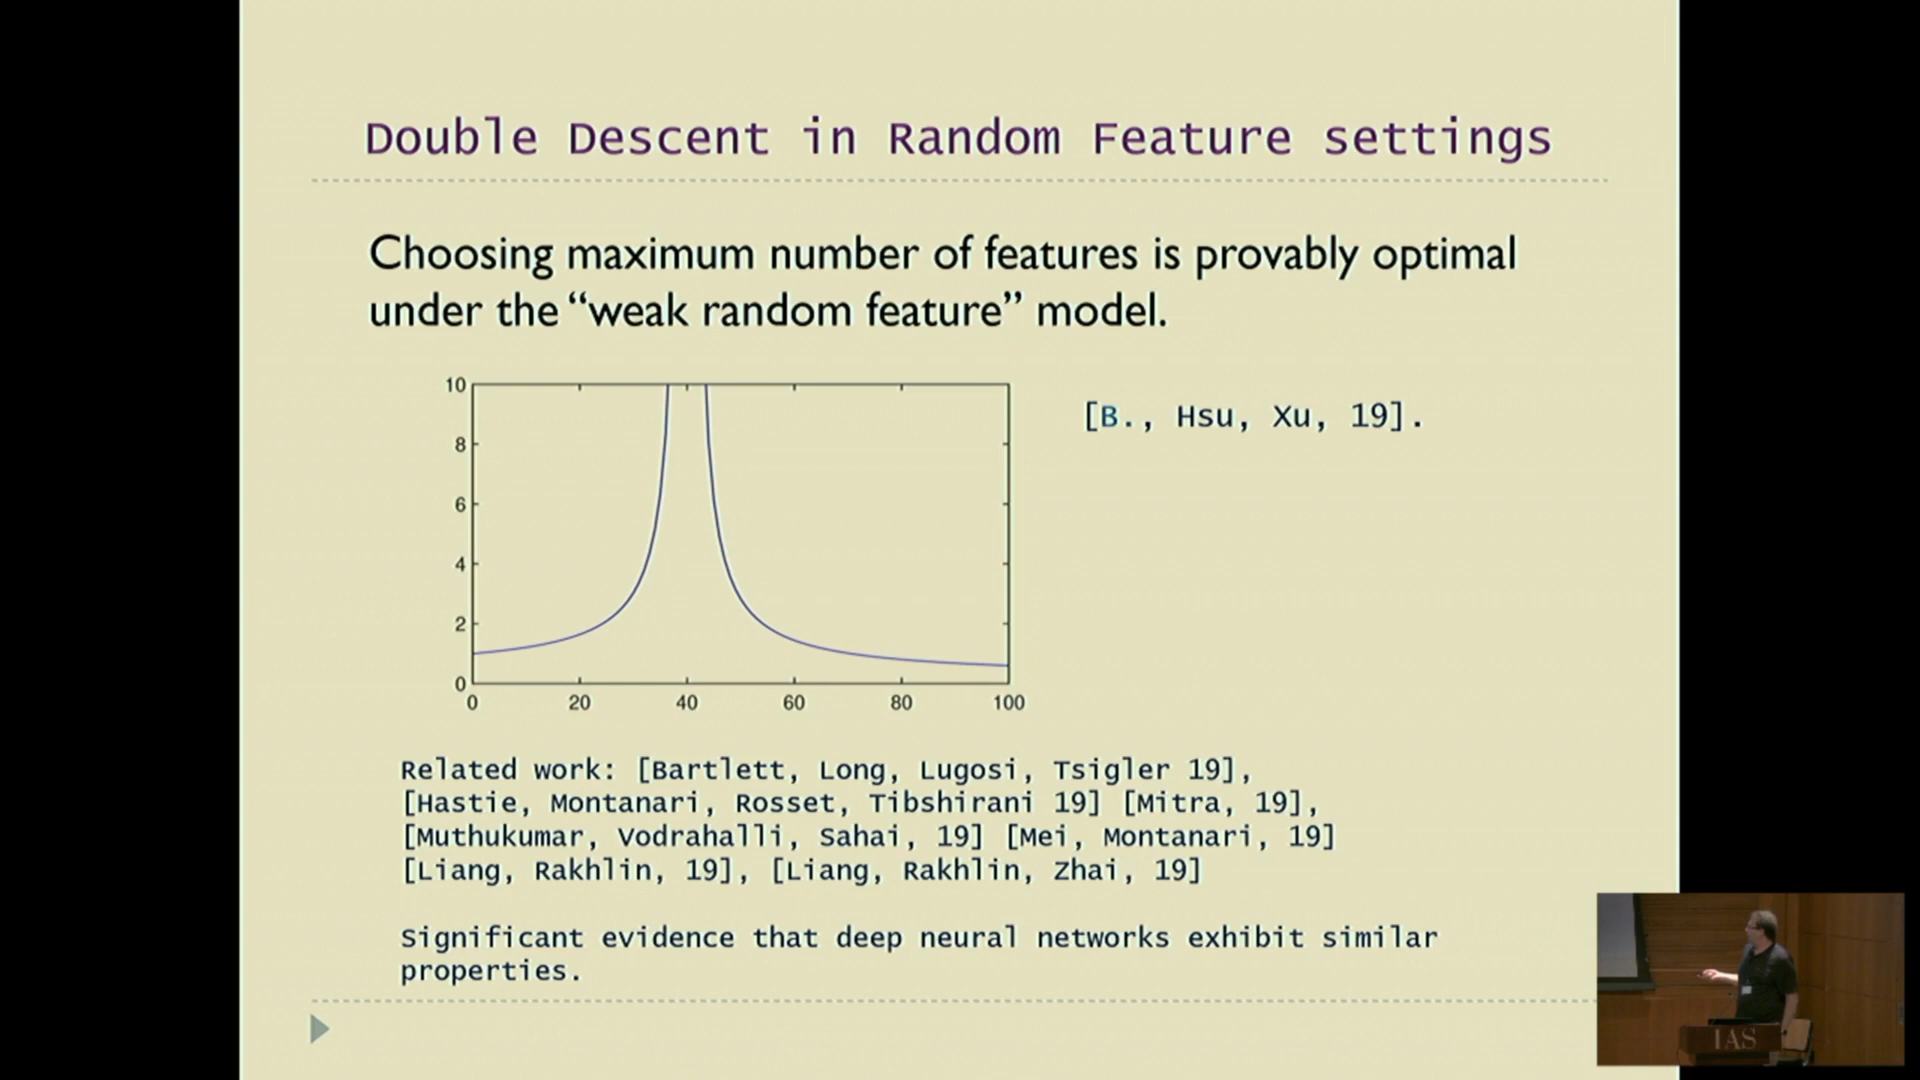 Double Descent in Random Feature settings
Choosing maximum number of features is provably optimal
under the “weak random feature” model.
10
8
6
4
2
0
0 20 40 60 80 100
[B., Hsu, Xu, 19].
Related work: [Bartlett, Long, Lugosi, Tsigler 19],
[Hastie, Montanari, Rosset, Tibshirani 19] [Mitra, 19],
[Muthukumar, Vodrahalli, Sahai, 19] [Mei, Montanari, 19]
[Liang, Rakhlin, 19], [Liang, Rakhlin, Zhai, 19]
Significant evidence that deep neural networks exhibit similar
properties.
IAS